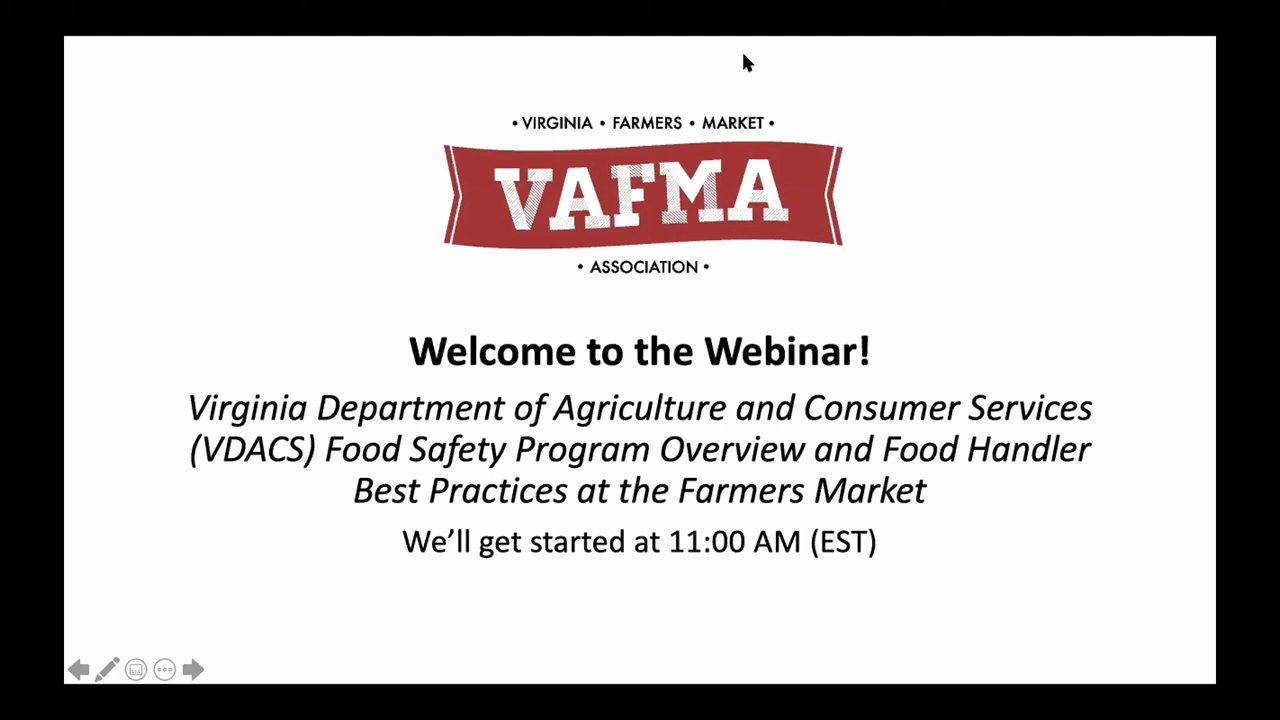 • VIRGINIA • FARMERS • MARKET •
VAFMA
• ASSOCIATION •
Welcome to the Webinar!
Virginia Department of Agriculture and Consumer Services
(VDACS) Food Safety Program Overview and Food Handler
Best Practices at the Farmers Market
We’ll get started at 11:00 AM (EST)